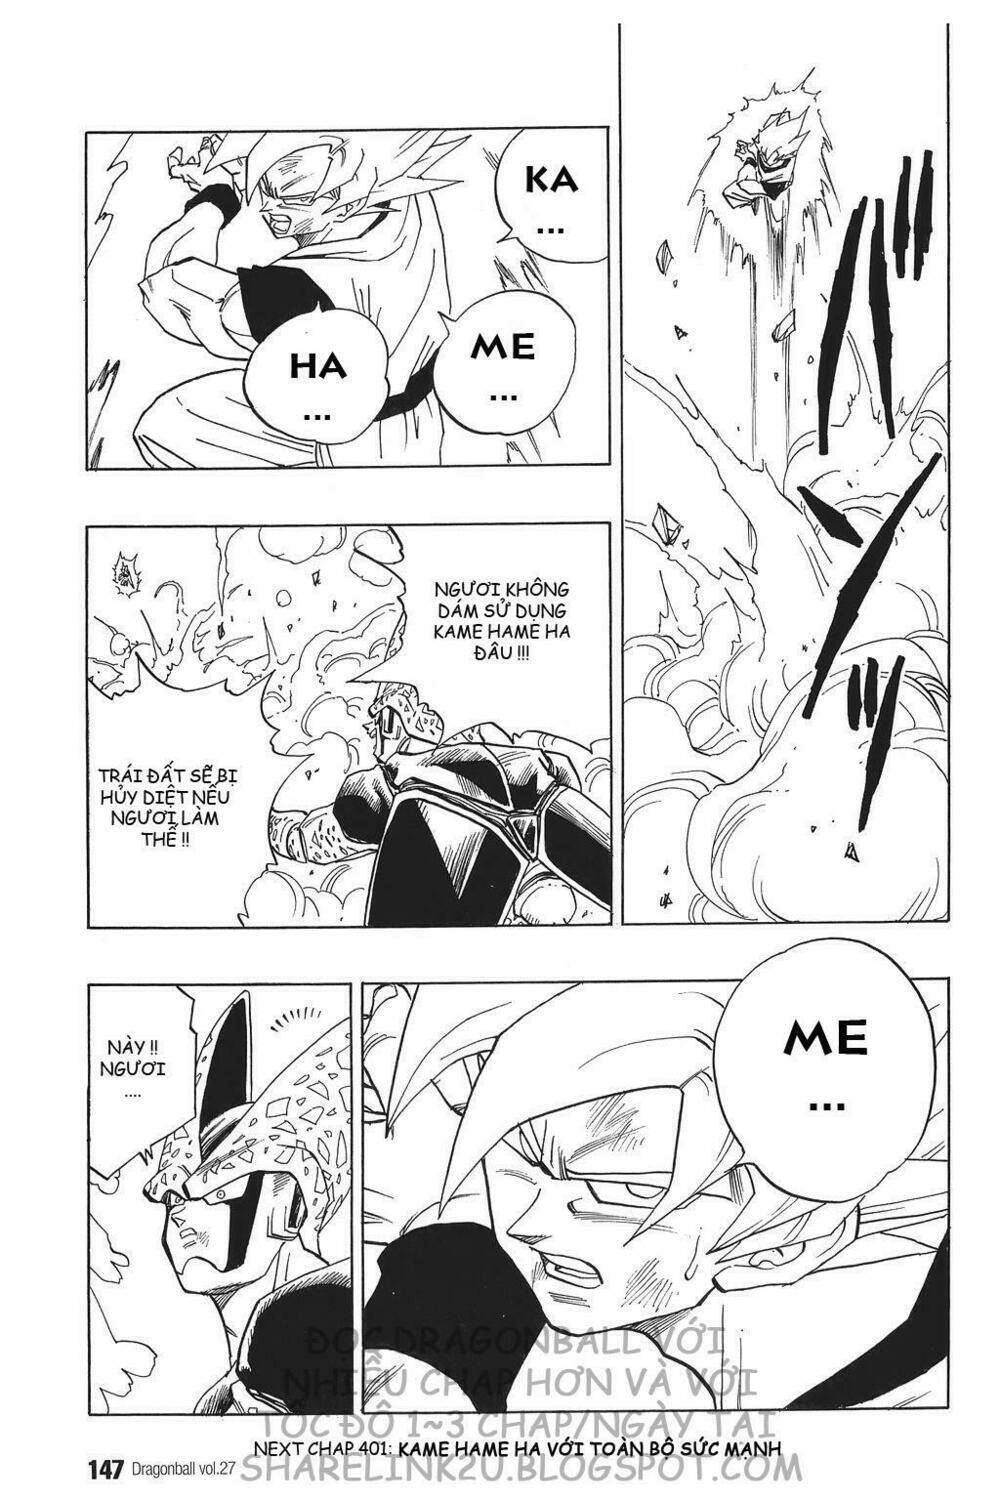 KA
...
ME
...
HA
...
NGƯƠI KHÔNG
DÁM SỬ DỤNG
KAME HAME HA
ĐÂU !!!
TRÁI ĐẤT SẼ BỊ
HỦY DIỆT NẾU
NGƯƠI LÀM
THẾ !!
ME
...
NÀY !!
NGƯƠI
....
ĐỌC DRAGONBALL VỚI
NHIỀU CHAP HƠN VÀ VỚI
TỐC ĐỘ 1~3 CHAP/NGÀY TẠI
NEXT CHAP 401: KAME HAME HA VỚI TOÀN BỘ SỨC MẠNH
SHARELINK2U.BLOGSPOT.COM
147 Dragonball vol.27